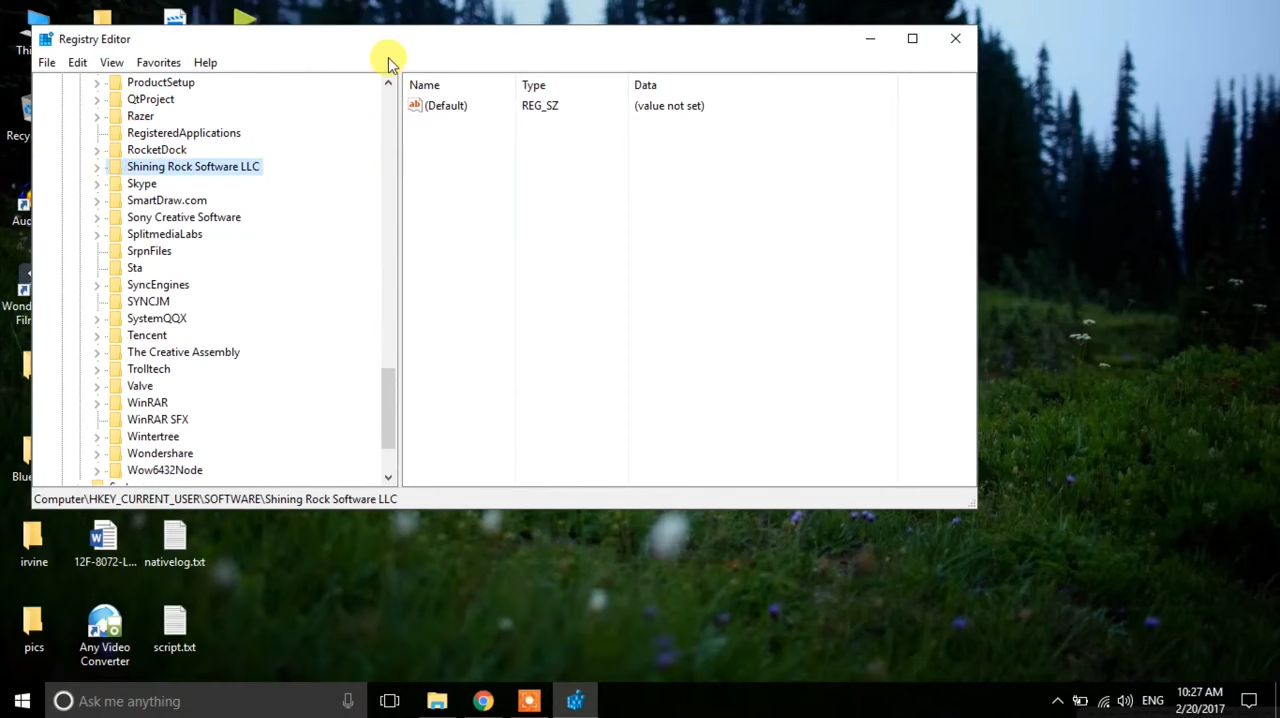 Registry Editor
File Edit View Favorites Help
ProductSetup
QtProject
Razer
RegisteredApplications
RocketDock
Shining Rock Software LLC
Skype
SmartDraw.com
Sony Creative Software
SplitmediaLabs
SrpnFiles
Sta
SyncEngines
SYNCJM
SystemQQX
Tencent
The Creative Assembly
Trolltech
Valve
WinRAR
WinRAR SFX
Wintertree
Wondershare
Wow6432Node
Name Type Data
(Default) REG_SZ (value not set)
Computer\HKEY_CURRENT_USER\SOFTWARE\Shining Rock Software LLC
irvine
12F-8072-L...
nativelog.txt
pics
Any Video
Converter
script.txt
Ask me anything
ENG
10:27 AM
2/20/2017